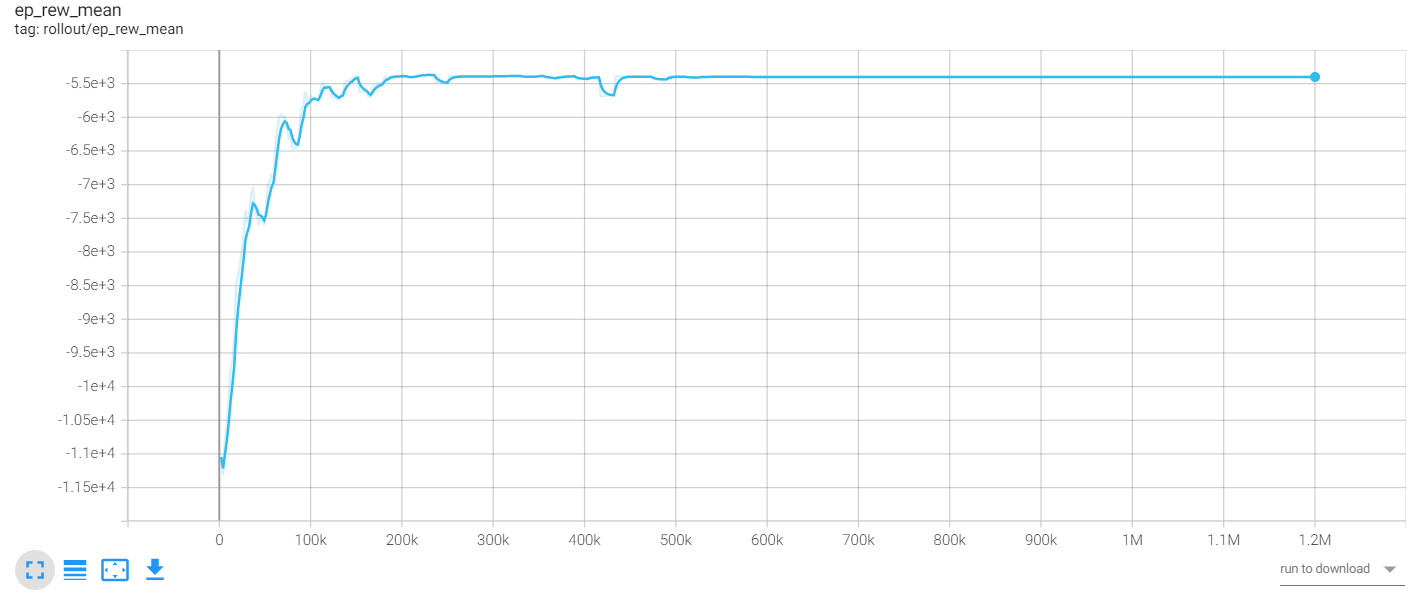 ep_rew_mean
tag: rollout/ep_rew_mean
-5.5e+3
-6e+3
-6.5e+3
-7e+3
-7.5e+3
-8e+3
-8.5e+3
-9e+3
-9.5e+3
-1e+4
-1.05e+4
-1.1e+4
-1.15e+4
0 100k 200k 300k 400k 500k 600k 700k 800k 900k 1M 1.1M 1.2M
run to download